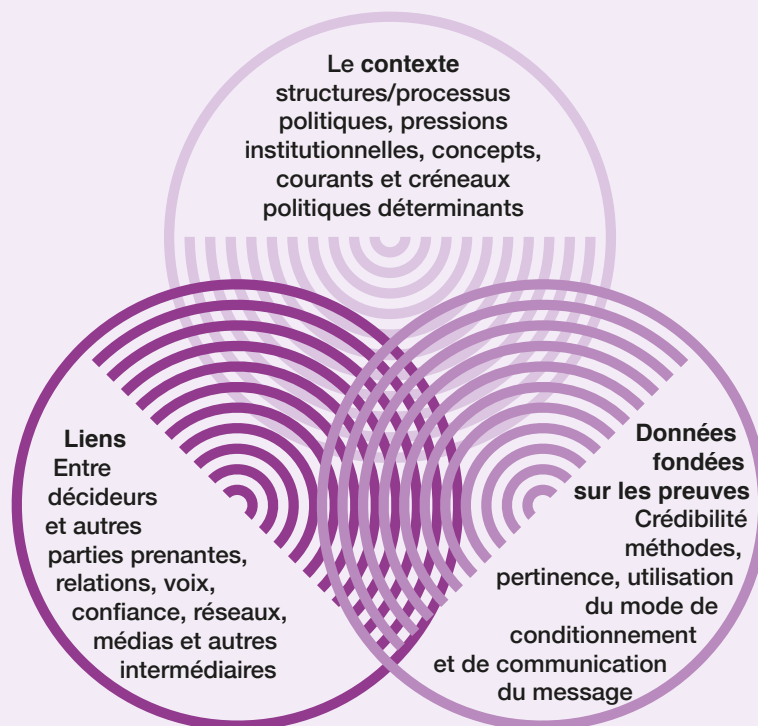 Le contexte
structures/processus
politiques, pressions
institutionnelles, concepts,
courants et créneaux
politiques déterminants
Liens
Entre
décideurs
et autres
parties prenantes,
relations, voix,
confiance, réseaux,
médias et autres
intermédiaires
Données
fondées
sur les preuves
Crédibilité
méthodes,
pertinence, utilisation
du mode de
conditionnement
et de communication
du message